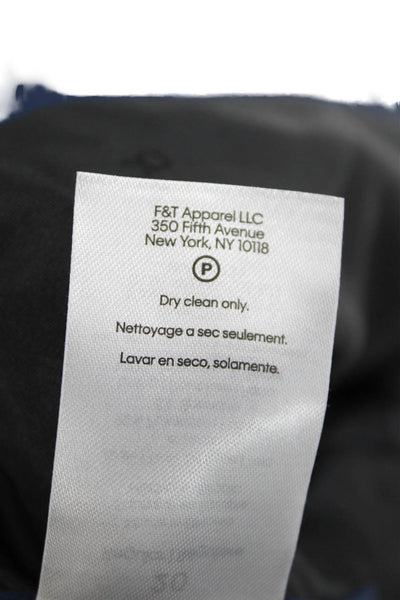 F&T Apparel LLC
350 Fifth Avenue
New York, NY 10118
P
Dry clean only.
Nettoyage a sec seulement.
Lavar en seco, solamente.